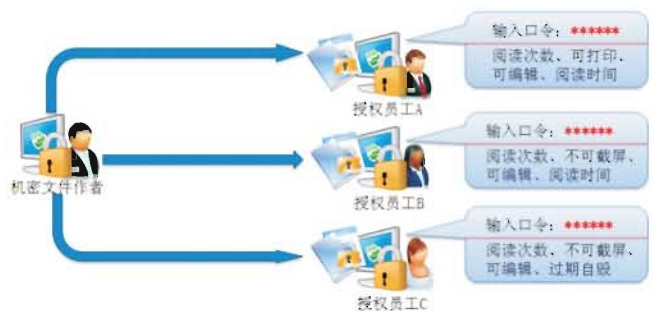 输入口令：******
阅读次数、可打印、
可编辑、阅读时间
授权员工A
输入口令：******
阅读次数、不可截屏、
可编辑、阅读时间
机密文件作者
授权员工B
输入口令：******
阅读次数、不可截屏、
可编辑、过期自毁
授权员工C